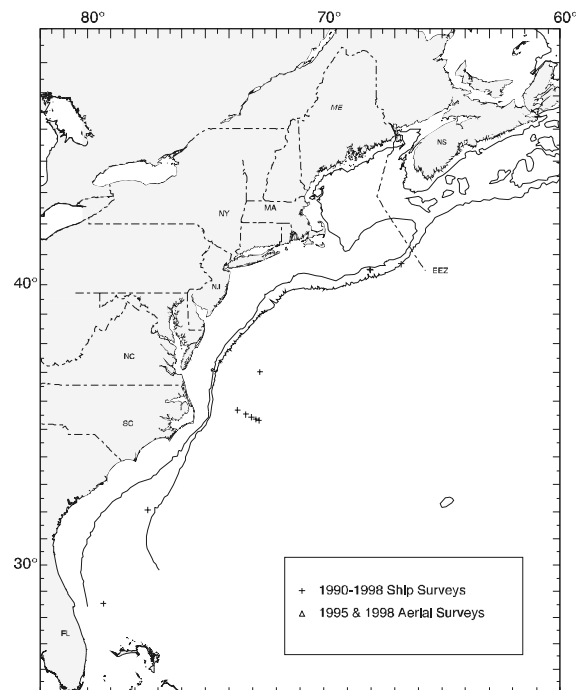 80° 70° 60°
ME
NS
NY MA
EEZ
40° NJ
NC
SC
30°
+ 1990-1998 Ship Surveys
△ 1995 & 1998 Aerial Surveys
FL